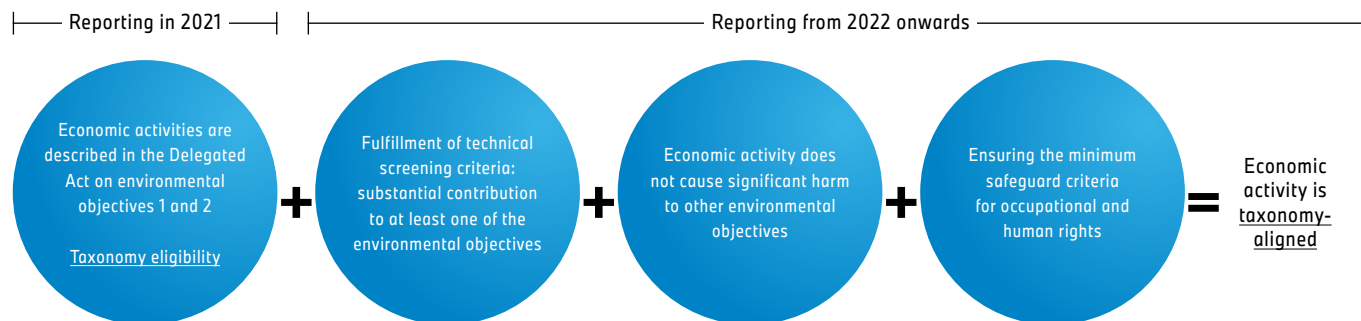 Reporting in 2021
Reporting from 2022 onwards
Economic activities are
described in the Delegated
Act on environmental
objectives 1 and 2
Taxonomy eligibility
+
Fulfillment of technical
screening criteria:
substantial contribution
to at least one of the
environmental objectives
+
Economic activity does
not cause significant harm
to other environmental
objectives
+
Ensuring the minimum
safeguard criteria
for occupational and
human rights
=
Economic
activity is
taxonomy-
aligned